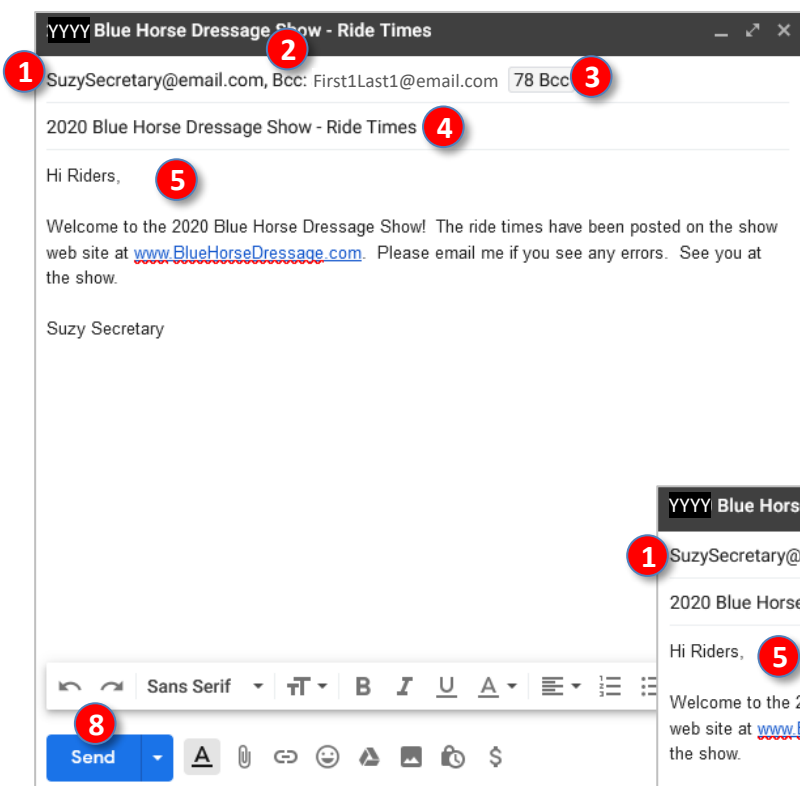 YYYY Blue Horse Dressage Show - Ride Times
2
1
SuzySecretary@email.com, Bcc: First1Last1@email.com 78 Bcc
3
2020 Blue Horse Dressage Show - Ride Times
4
Hi Riders,
5
Welcome to the 2020 Blue Horse Dressage Show! The ride times have been posted on the show
web site at www.BlueHorseDressage.com. Please email me if you see any errors. See you at
the show.
Suzy Secretary
Sans Serif
8
Send
YYYY Blue Hors
1
SuzySecretary@
2020 Blue Horse
Hi Riders,
5
Welcome to the 2
web site at www.B
the show.